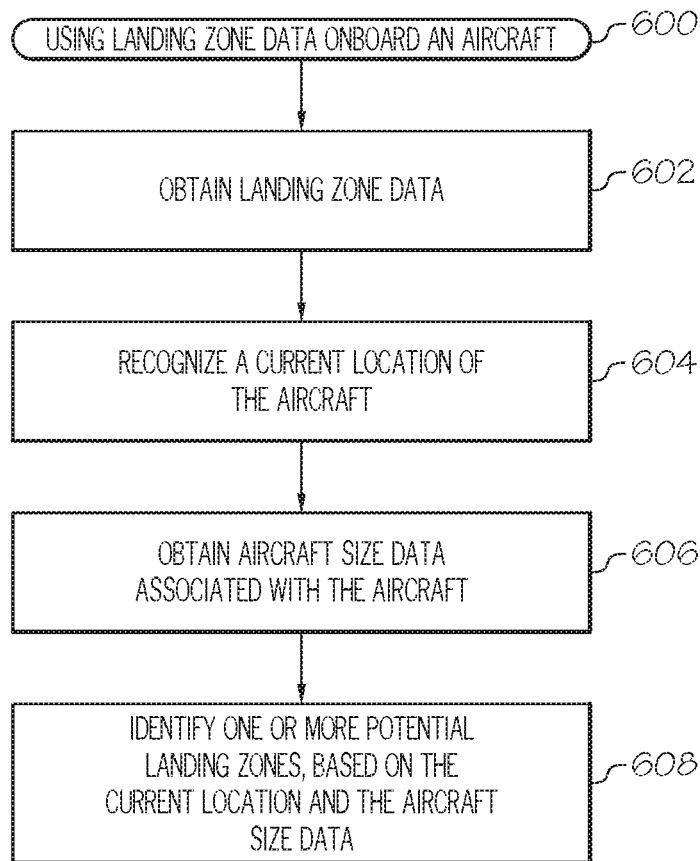 USING LANDING ZONE DATA ONBOARD AN AIRCRAFT
600
OBTAIN LANDING ZONE DATA
602
RECOGNIZE A CURRENT LOCATION OF
THE AIRCRAFT
604
OBTAIN AIRCRAFT SIZE DATA
ASSOCIATED WITH THE AIRCRAFT
606
IDENTIFY ONE OR MORE POTENTIAL
LANDING ZONES, BASED ON THE
CURRENT LOCATION AND THE AIRCRAFT
SIZE DATA
608